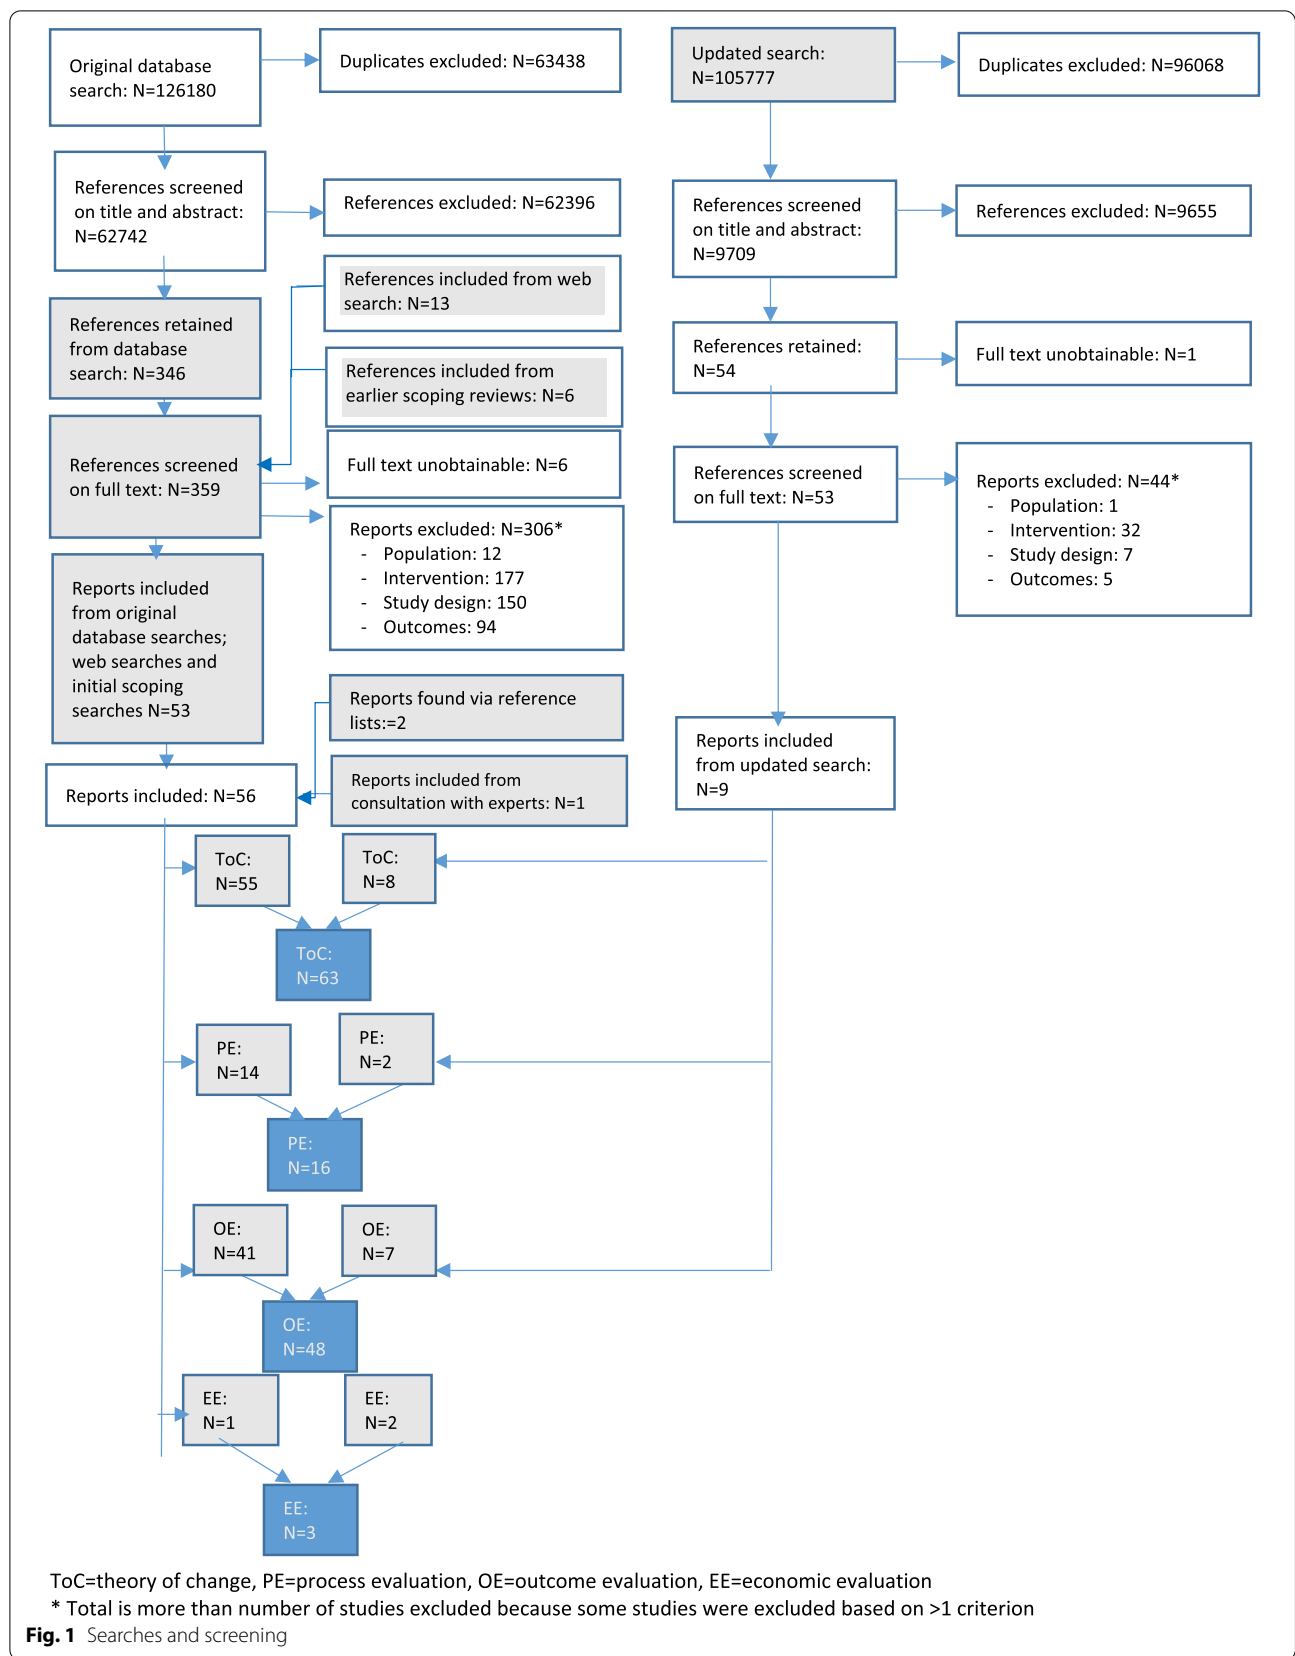 Original database
search: N=126180
Duplicates excluded: N=63438
References screened
on title and abstract:
N=62742
References excluded: N=62396
References included from web
search: N=13
References retained
from database
search: N=346
References included from
earlier scoping reviews: N=6
References screened
on full text: N=359
Full text unobtainable: N=6
Reports excluded: N=306*
- Population: 12
- Intervention: 177
- Study design: 150
- Outcomes: 94
Reports included
from original
database searches;
web searches and
initial scoping
searches N=53
Reports found via reference
lists:=2
Reports included from
consultation with experts: N=1
Reports included: N=56
Updated search:
N=105777
Duplicates excluded: N=96068
References screened
on title and abstract:
N=9709
References excluded: N=9655
References retained:
N=54
Full text unobtainable: N=1
References screened
on full text: N=53
Reports excluded: N=44*
- Population: 1
- Intervention: 32
- Study design: 7
- Outcomes: 5
Reports included
from updated search:
N=9
ToC:
N=55
ToC:
N=8
ToC:
N=63
PE:
N=14
PE:
N=2
PE:
N=16
OE:
N=41
OE:
N=7
OE:
N=48
EE:
N=1
EE:
N=2
EE:
N=3
ToC=theory of change, PE=process evaluation, OE=outcome evaluation, EE=economic evaluation
* Total is more than number of studies excluded because some studies were excluded based on >1 criterion
Fig. 1 Searches and screening